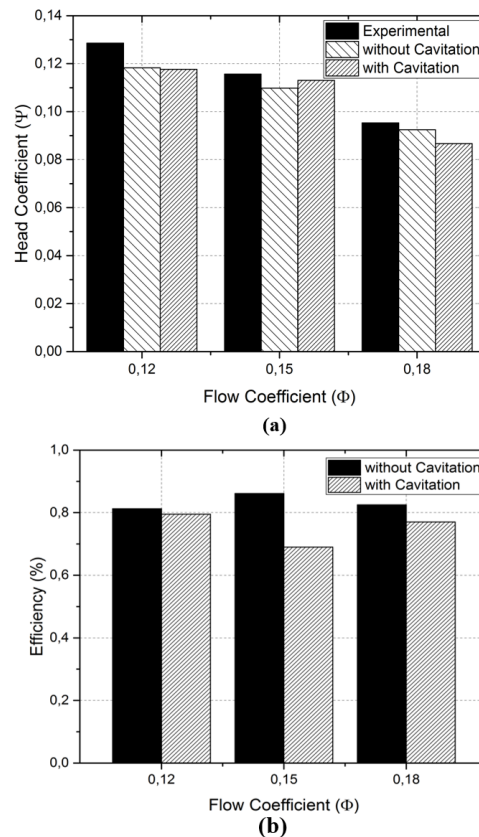 0,14
0,12
0,10
0,08
0,06
0,04
0,02
0,00
Head Coefficient (Ψ)
Experimental
without Cavitation
with Cavitation
0,12 0,15 0,18
Flow Coefficient (Φ)
(a)
1,0
0,8
0,6
0,4
0,2
0,0
Efficiency (%)
without Cavitation
with Cavitation
0,12 0,15 0,18
Flow Coefficient (Φ)
(b)